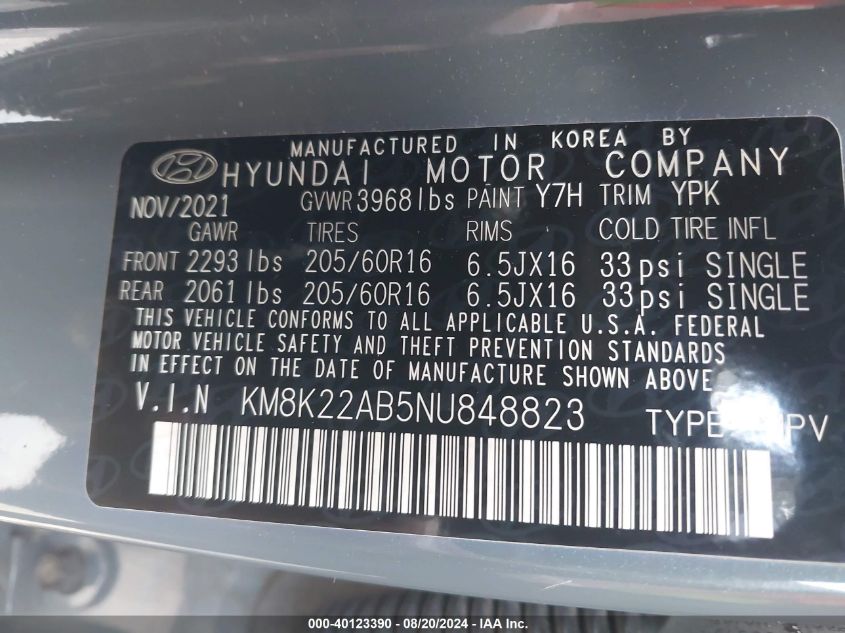 MANUFACTURED IN KOREA BY
HYUNDAI MOTOR COMPANY
NOV/2021 GVWR 3968 lbs PAINT Y7H TRIM YPK
GAWR TIRES RIMS COLD TIRE INFL
FRONT 2293 lbs 205/60R16 6.5JX16 33psi SINGLE
REAR 2061 lbs 205/60R16 6.5JX16 33psi SINGLE
THIS VEHICLE CONFORMS TO ALL APPLICABLE U.S.A. FEDERAL
MOTOR VEHICLE SAFETY AND THEFT PREVENTION STANDARDS
IN EFFECT ON THE DATE OF MANUFACTURE SHOWN ABOVE
V.I.N KM8K22AB5NU848823 TYPE
000-40123390 - 08/20/2024 - IAA Inc.